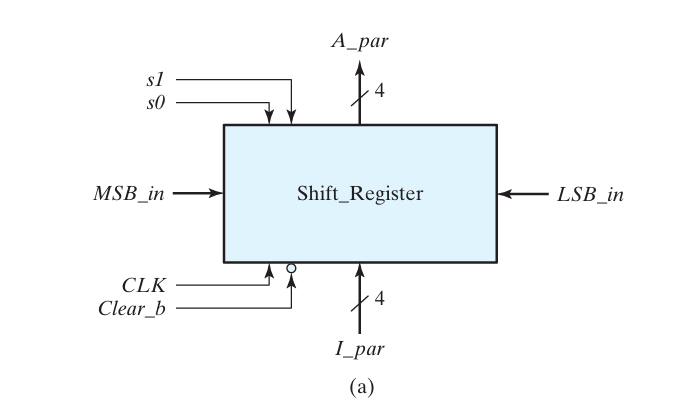 A_par
4
s1
s0
MSB_in
Shift_Register
LSB_in
CLK
Clear_b
4
I_par
(a)